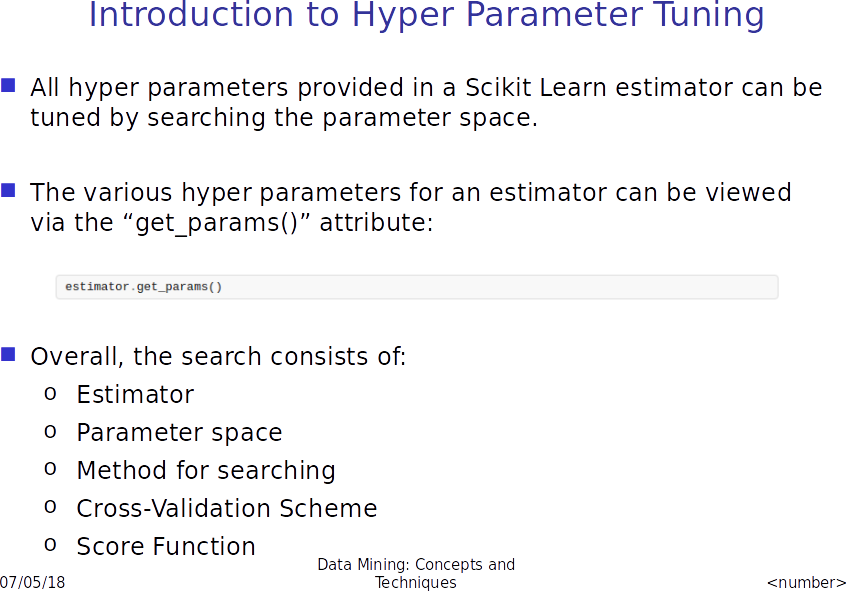 Introduction to Hyper Parameter Tuning
All hyper parameters provided in a Scikit Learn estimator can be
tuned by searching the parameter space.
The various hyper parameters for an estimator can be viewed
via the “get_params()” attribute:
estimator.get_params()
Overall, the search consists of:
o Estimator
o Parameter space
o Method for searching
o Cross-Validation Scheme
o Score Function
Data Mining: Concepts and
Techniques
07/05/18
<number>